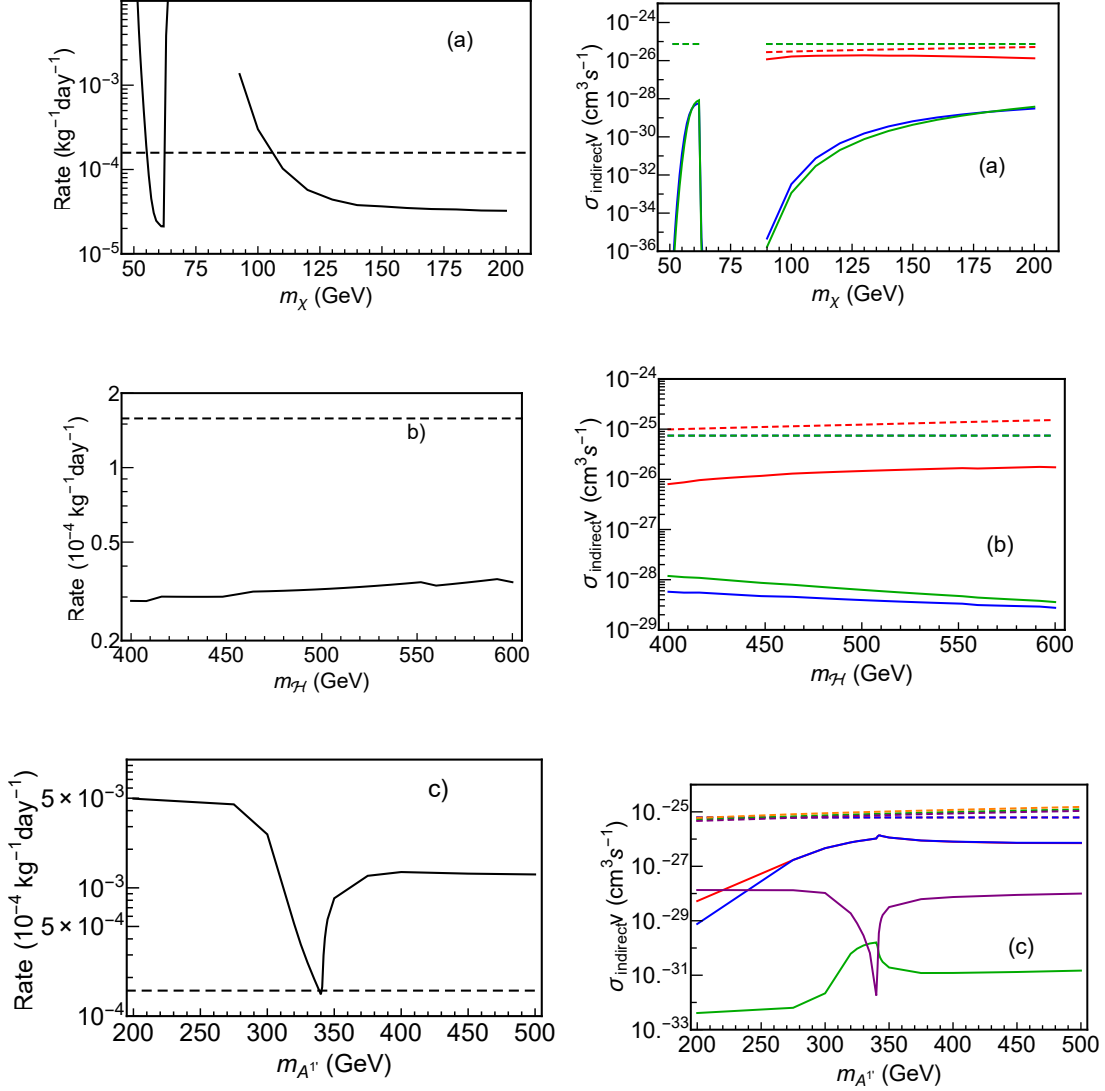 (a)
Rate (kg⁻¹day⁻¹)
10⁻³
10⁻⁴
10⁻⁵
50 75 100 125 150 175 200
m_χ (GeV)
(a)
σ_indirect v (cm³s⁻¹)
10⁻²⁴
10⁻²⁶
10⁻²⁸
10⁻³⁰
10⁻³²
10⁻³⁴
10⁻³⁶
50 75 100 125 150 175 200
m_χ (GeV)
b)
Rate (10⁻⁴ kg⁻¹day⁻¹)
2
1
0.5
0.2
400 450 500 550 600
m_ℋ (GeV)
(b)
σ_indirect v (cm³s⁻¹)
10⁻²⁴
10⁻²⁵
10⁻²⁶
10⁻²⁷
10⁻²⁸
10⁻²⁹
400 450 500 550 600
m_ℋ (GeV)
c)
Rate (10⁻⁴ kg⁻¹day⁻¹)
5×10⁻³
10⁻³
5×10⁻⁴
10⁻⁴
200 250 300 350 400 450 500
m_A¹' (GeV)
(c)
σ_indirect v (cm³s⁻¹)
10.⁻²⁵
10.⁻²⁷
10.⁻²⁹
10.⁻³¹
10.⁻³³
200 250 300 350 400 450 500
m_A¹' (GeV)